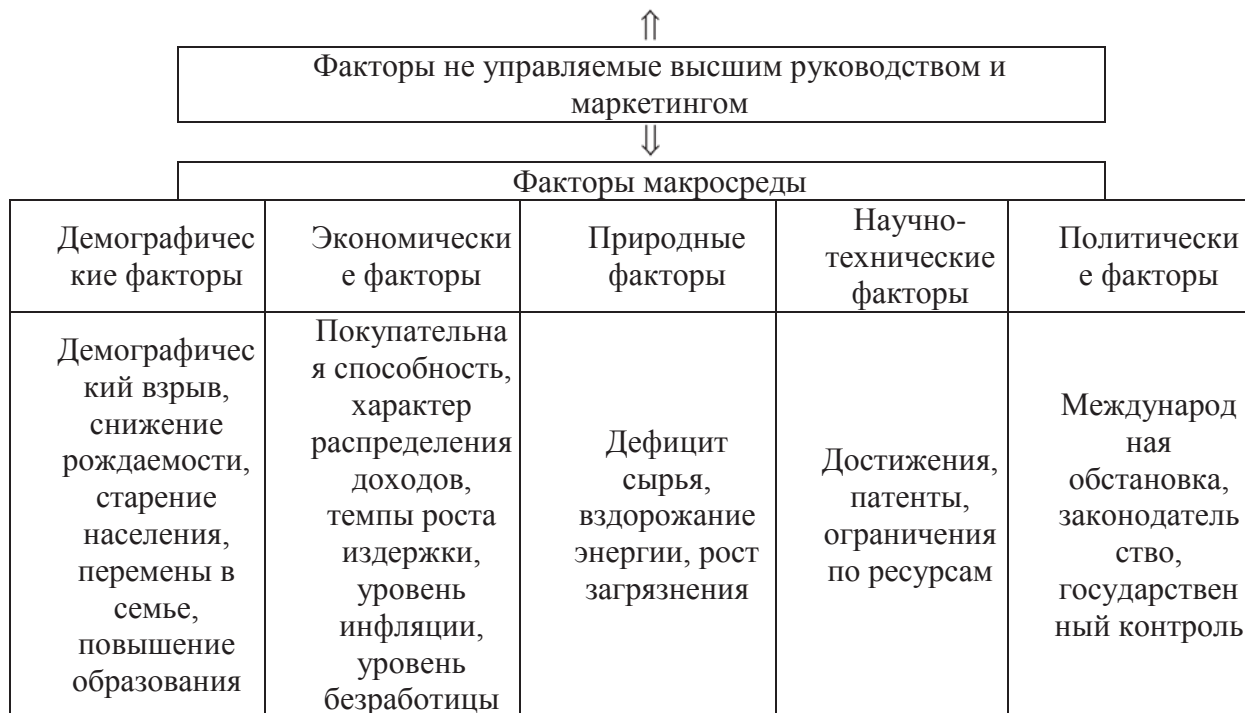 ⇑
Факторы не управляемые высшим руководством и
маркетингом
⇓
Факторы макросреды
Демографичес
кие факторы
Экономически
е факторы
Природные
факторы
Научно-
технические
факторы
Политически
е факторы
Демографичес
кий взрыв,
снижение
рождаемости,
старение
населения,
перемены в
семье,
повышение
образования
Покупательна
я способность,
характер
распределения
доходов,
темпы роста
издержки,
уровень
инфляции,
уровень
безработицы
Дефицит
сырья,
вздорожание
энергии, рост
загрязнения
Достижения,
патенты,
ограничения
по ресурсам
Международ
ная
обстановка,
законодатель
ство,
государствен
ный контроль